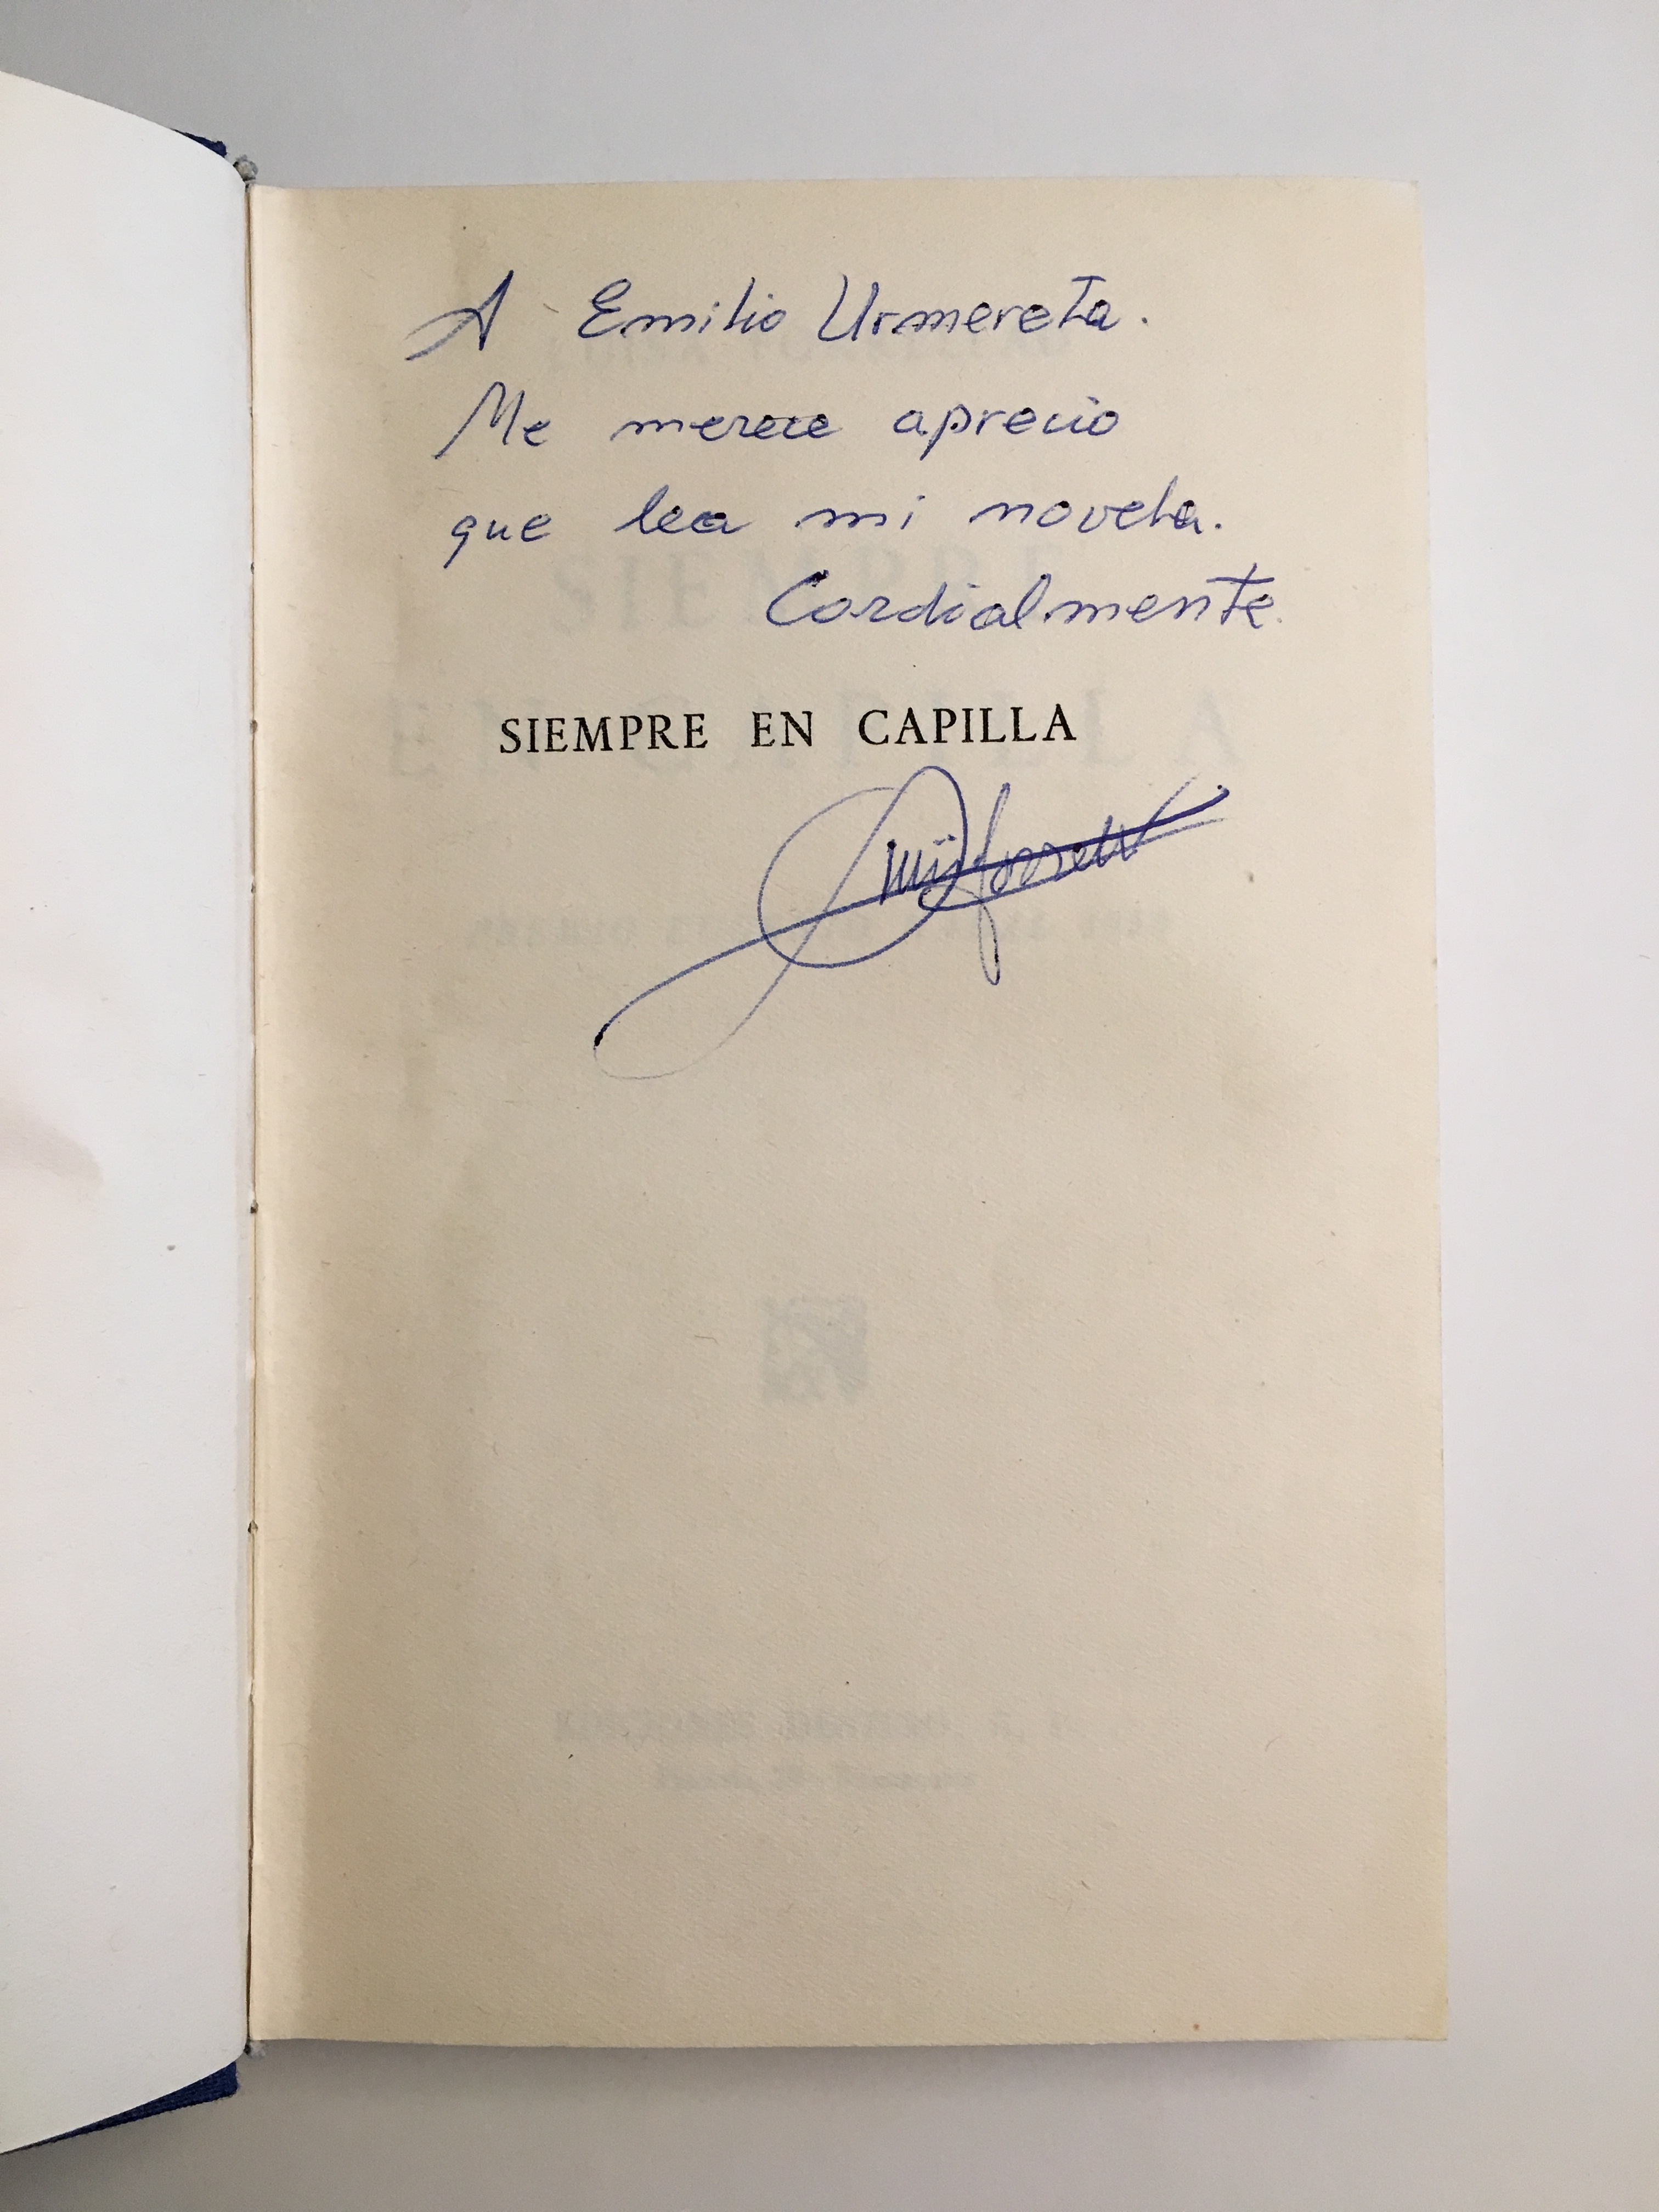 A Emilio Urmereta.
Me merece aprecio
que lea mi novela.
Cordialmente.
SIEMPRE EN CAPILLA